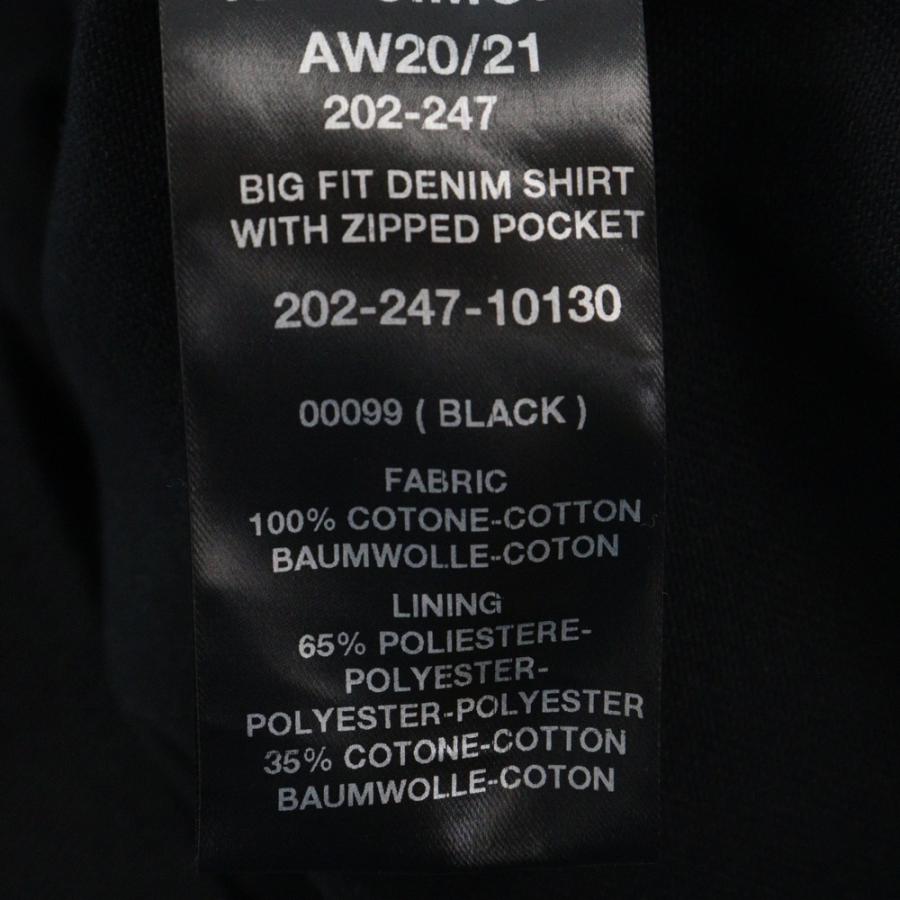 AW20/21
202-247
BIG FIT DENIM SHIRT
WITH ZIPPED POCKET
202-247-10130
00099 ( BLACK )
FABRIC
100% COTONE-COTTON
BAUMWOLLE-COTON
LINING
65% POLIESTERE-
POLYESTER-
POLYESTER-POLYESTER
35% COTONE-COTTON
BAUMWOLLE-COTON